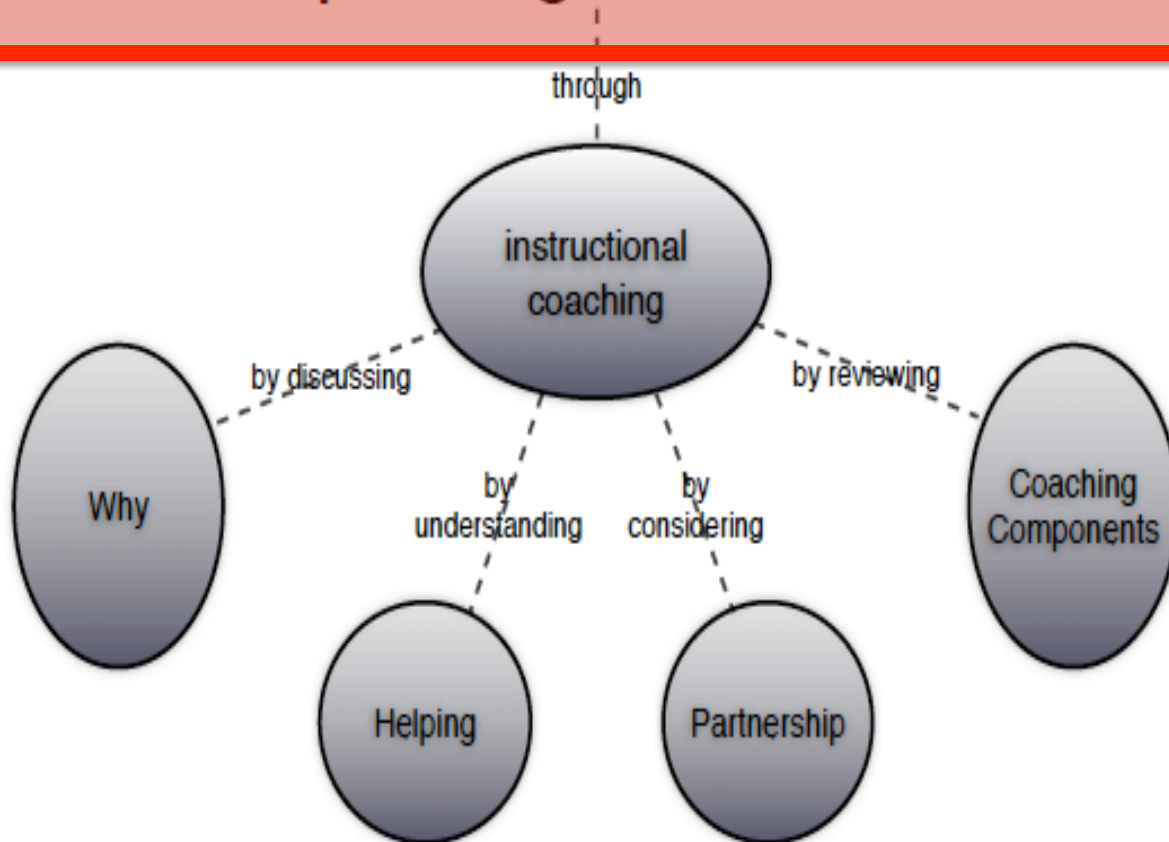 through
instructional
coaching
by discussing
by reviewing
by
understanding
by
considering
Why
Coaching
Components
Helping
Partnership